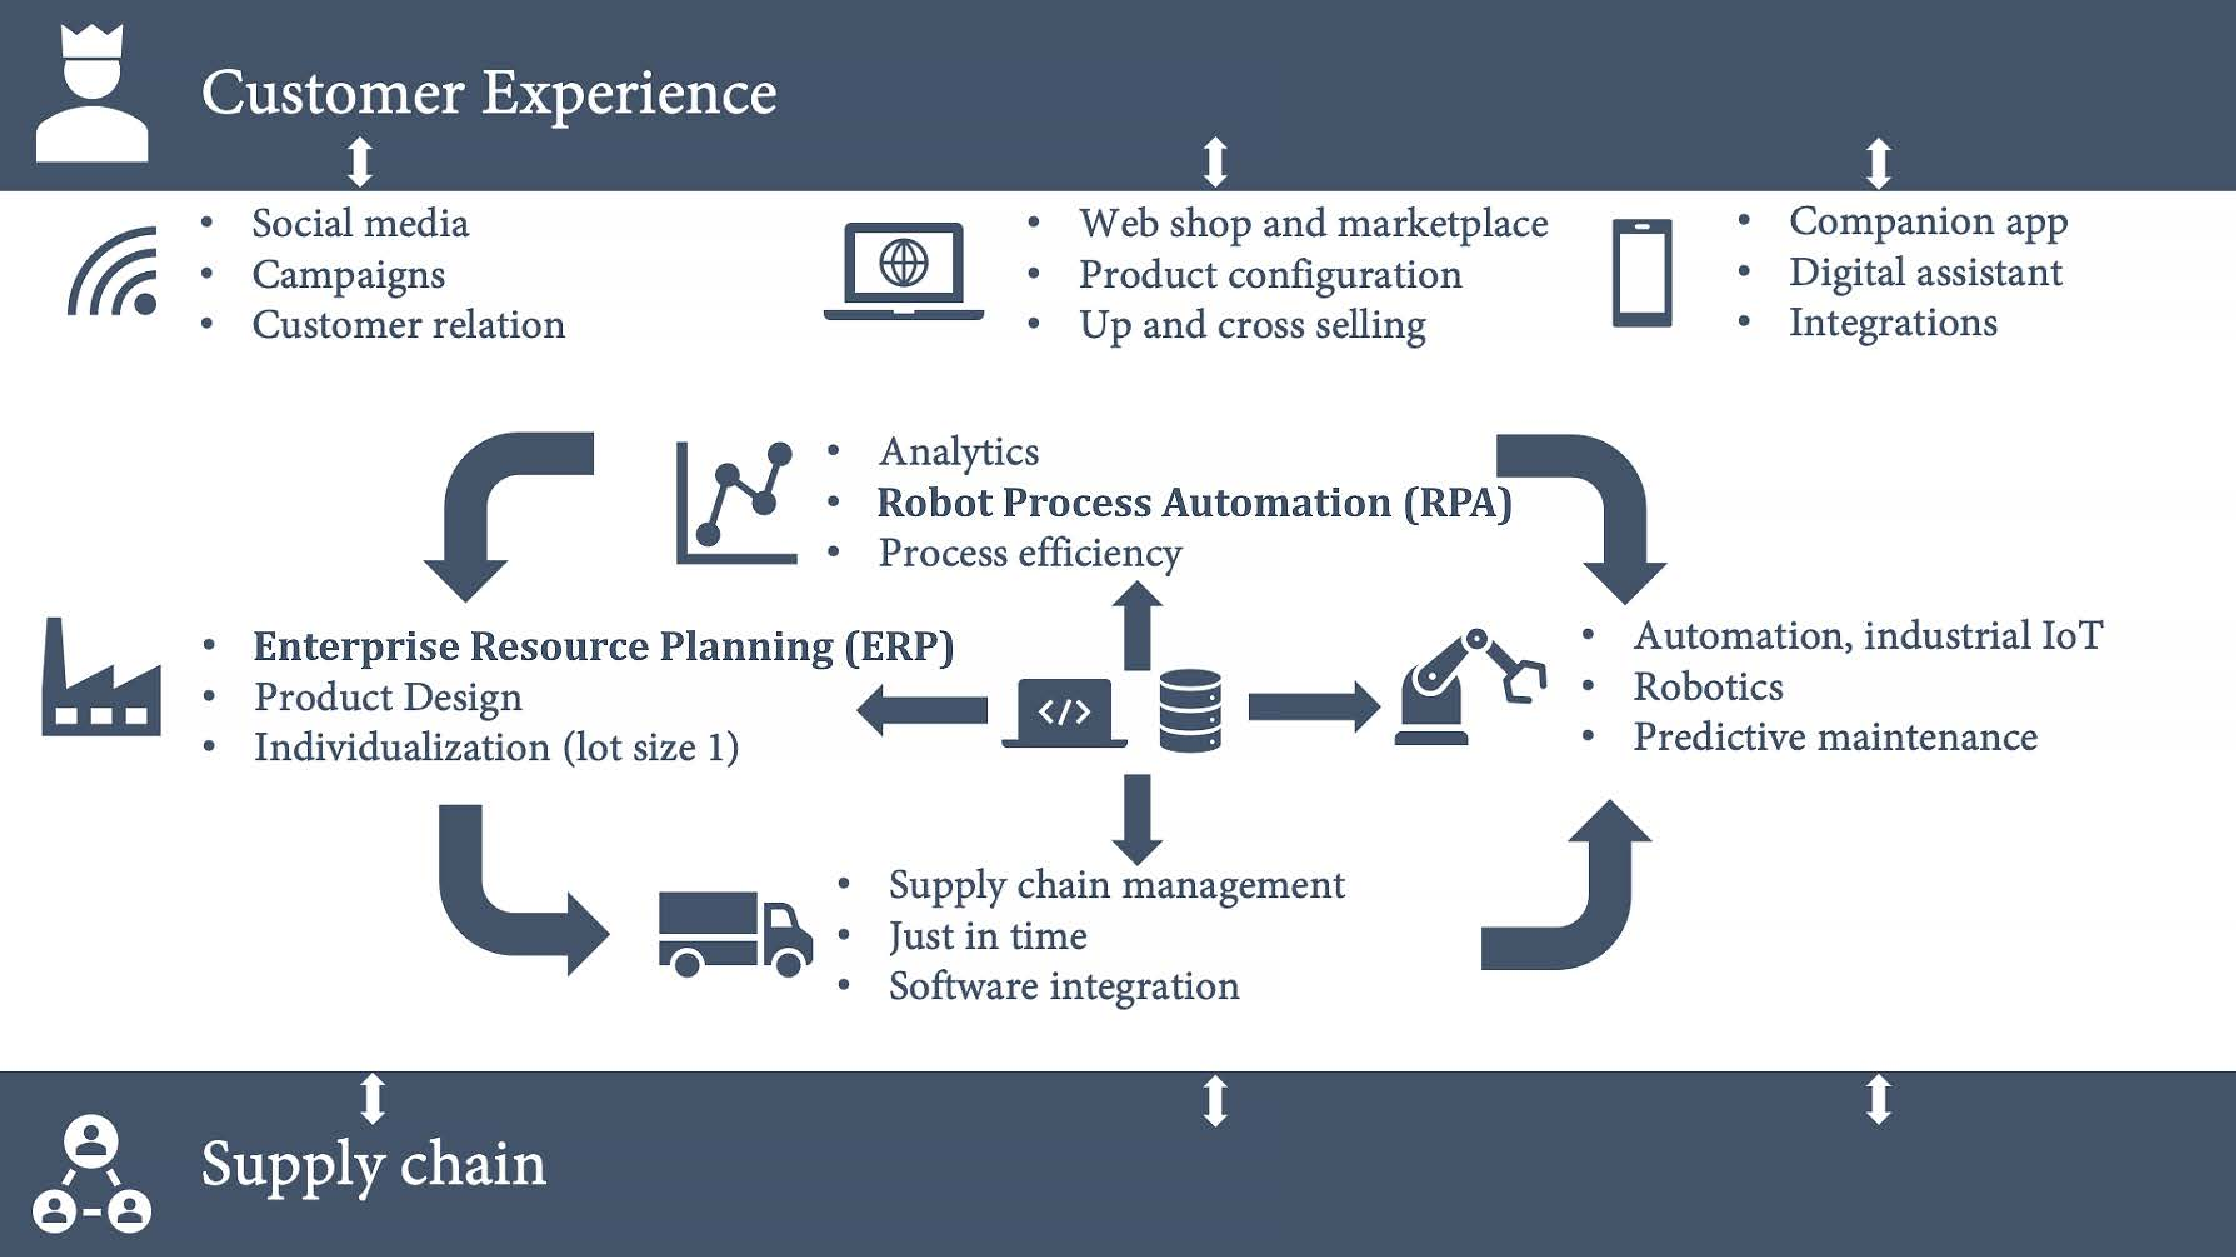 Customer Experience
• Social media
• Campaigns
• Customer relation
• Web shop and marketplace
• Product configuration
• Up and cross selling
• Companion app
• Digital assistant
• Integrations
• Analytics
• Robot Process Automation (RPA)
• Process efficiency
• Enterprise Resource Planning (ERP)
• Product Design
• Individualization (lot size 1)
</>
• Automation, industrial IoT
• Robotics
• Predictive maintenance
• Supply chain management
• Just in time
• Software integration
Supply chain